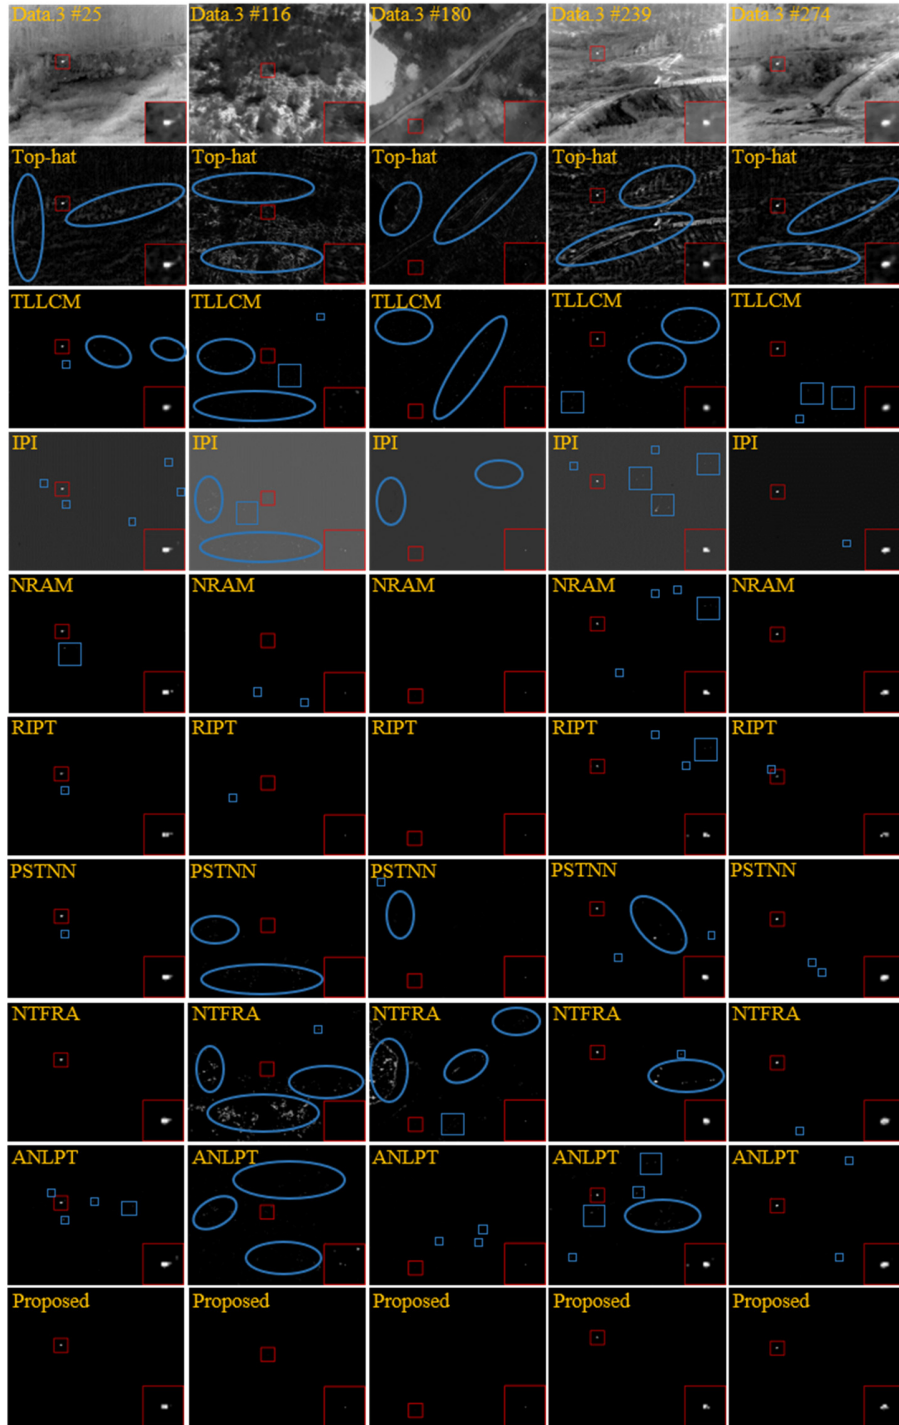 Data.3 #25 Data.3 #116 Data.3 #180 Data.3 #239 Data.3 #274
Top-hat Top-hat Top-hat Top-hat Top-hat
TLLCM TLLCM TLLCM TLLCM TLLCM
IPI IPI IPI IPI IPI
NRAM NRAM NRAM NRAM NRAM
RIPT RIPT RIPT RIPT RIPT
PSTNN PSTNN PSTNN PSTNN PSTNN
NTFRA NTFRA NTFRA NTFRA NTFRA
ANLPT ANLPT ANLPT ANLPT ANLPT
Proposed Proposed Proposed Proposed Proposed